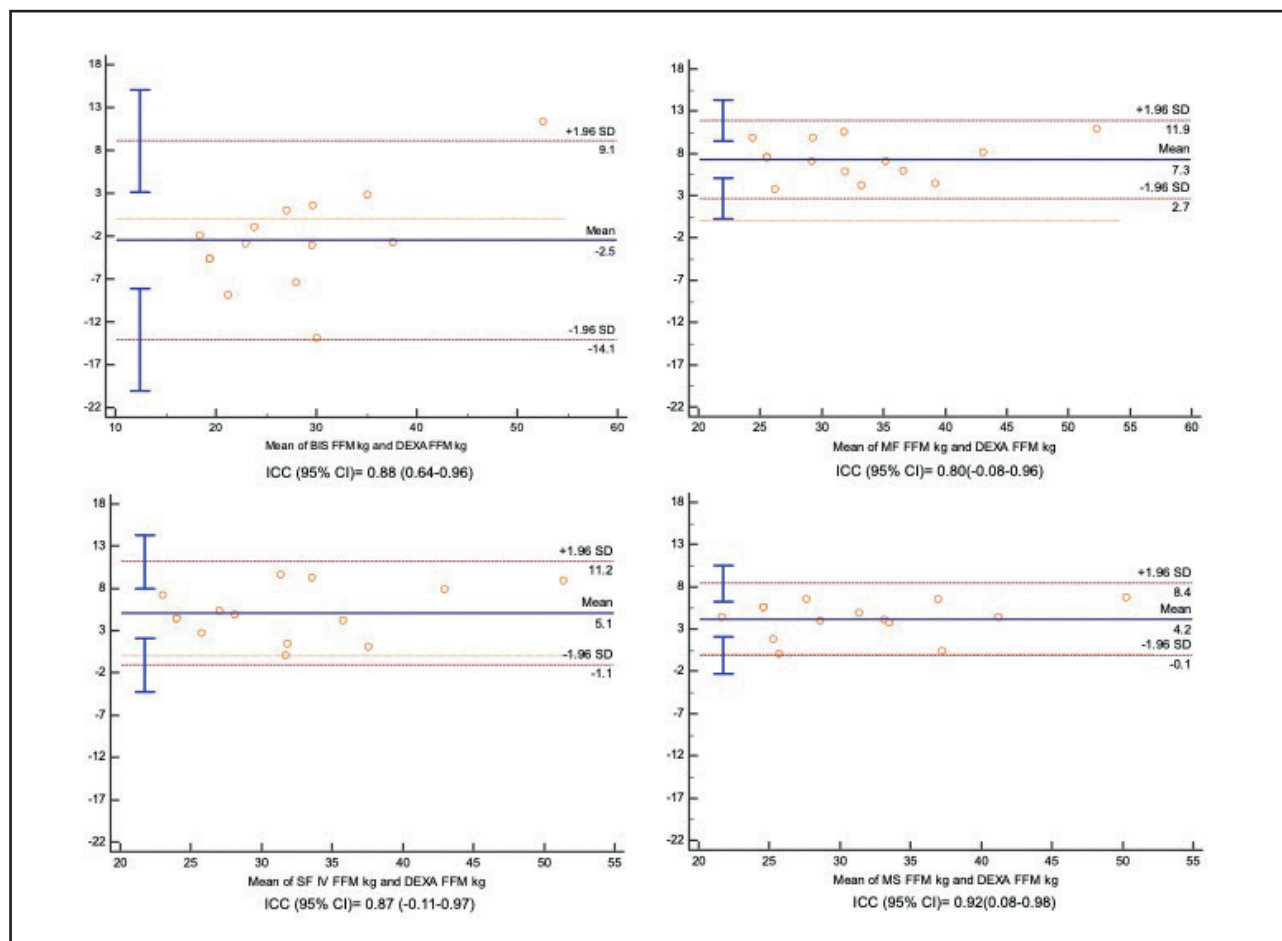 18
13
8
3
-2
-7
-12
-17
-22
+1.96 SD
9.1
Mean
-2.5
-1.96 SD
-14.1
10 20 30 40 50 60
Mean of BIS FFM kg and DEXA FFM kg
ICC (95% CI)= 0.88 (0.64-0.96)
18
13
8
3
-2
-7
-12
-17
-22
+1.96 SD
11.9
Mean
7.3
-1.96 SD
2.7
20 25 30 35 40 45 50 55 60
Mean of MF FFM kg and DEXA FFM kg
ICC (95% CI)= 0.80(-0.08-0.96)
18
13
8
3
-2
-7
-12
-17
-22
+1.96 SD
11.2
Mean
5.1
-1.96 SD
-1.1
20 25 30 35 40 45 50 55
Mean of SF IV FFM kg and DEXA FFM kg
ICC (95% CI)= 0.87 (-0.11-0.97)
18
13
8
3
-2
-7
-12
-17
-22
+1.96 SD
8.4
Mean
4.2
-1.96 SD
-0.1
20 25 30 35 40 45 50 55
Mean of MS FFM kg and DEXA FFM kg
ICC (95% CI)= 0.92(0.08-0.98)